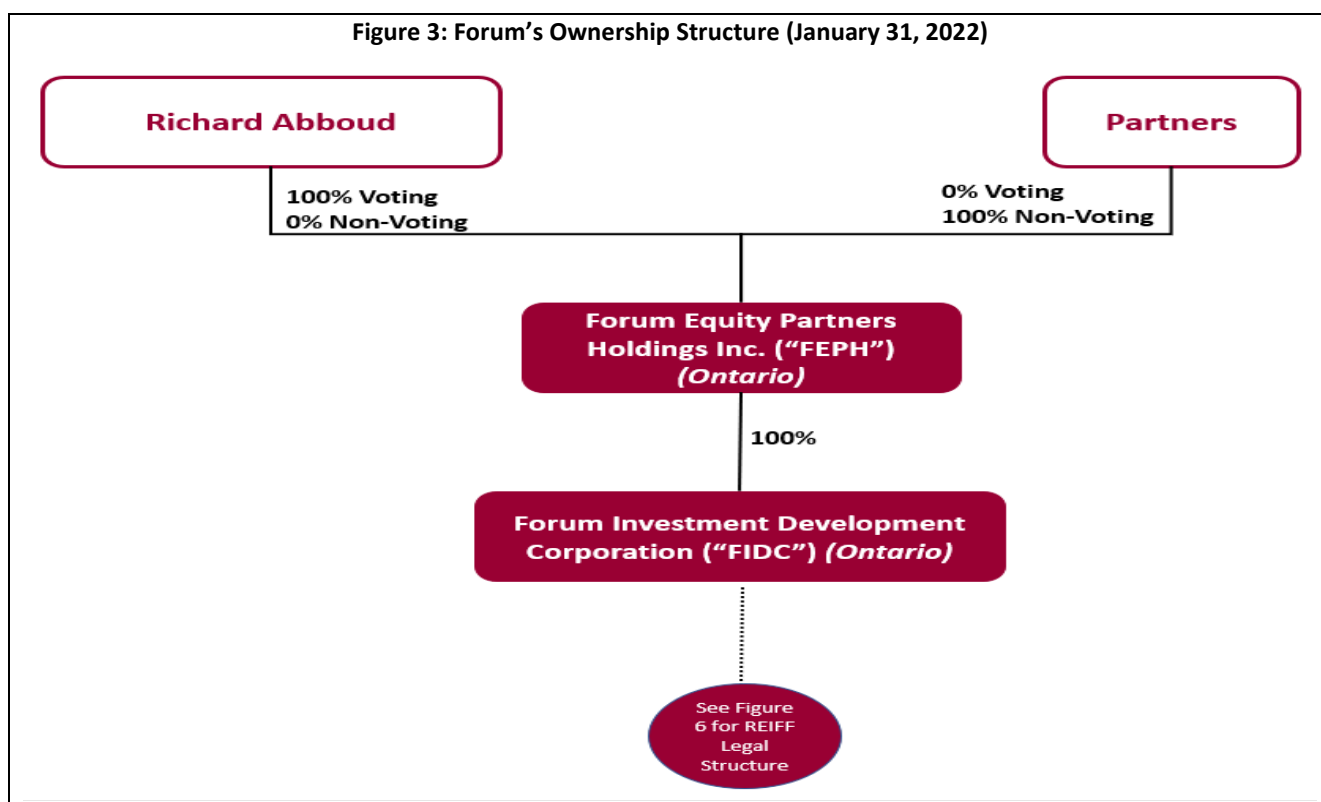 Figure 3: Forum’s Ownership Structure (January 31, 2022)
Richard Abboud
Partners
100% Voting
0% Non-Voting
0% Voting
100% Non-Voting
Forum Equity Partners
Holdings Inc. (“FEPH”)
(Ontario)
100%
Forum Investment Development
Corporation (“FIDC”) (Ontario)
See Figure
6 for REIFF
Legal
Structure